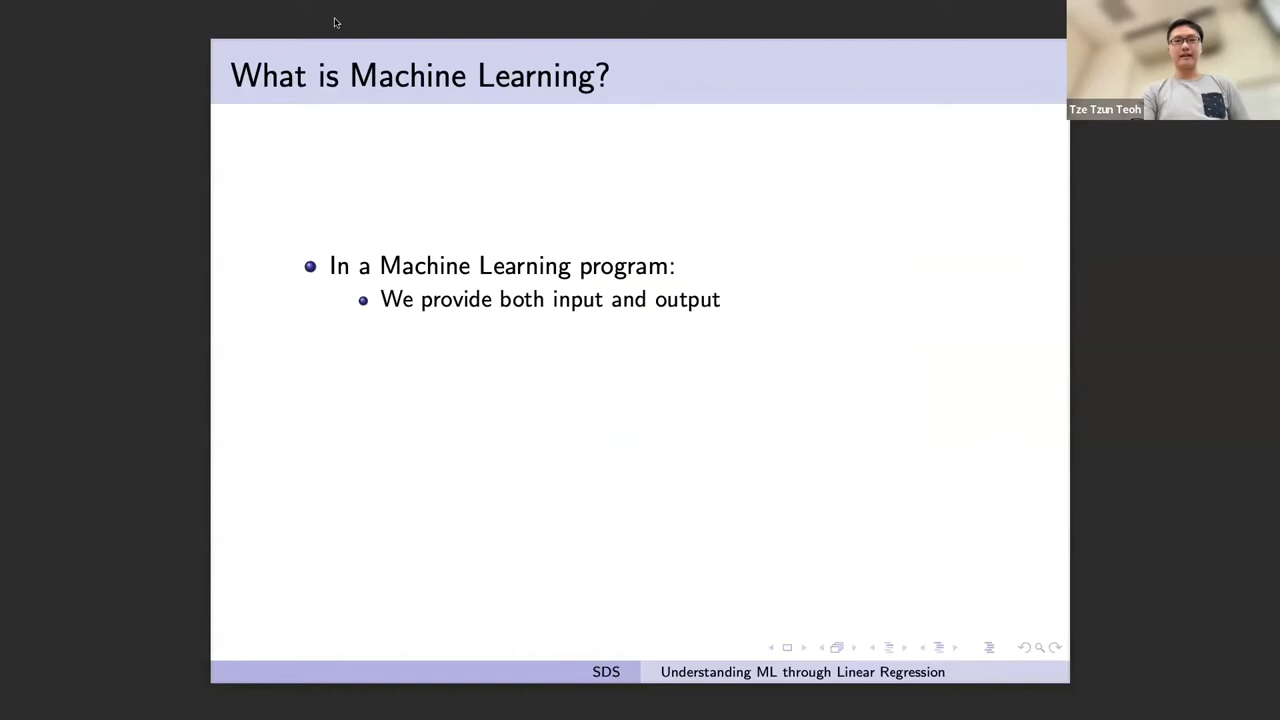 What is Machine Learning?
Tze Tzun Teoh
In a Machine Learning program:
We provide both input and output
SDS
Understanding ML through Linear Regression